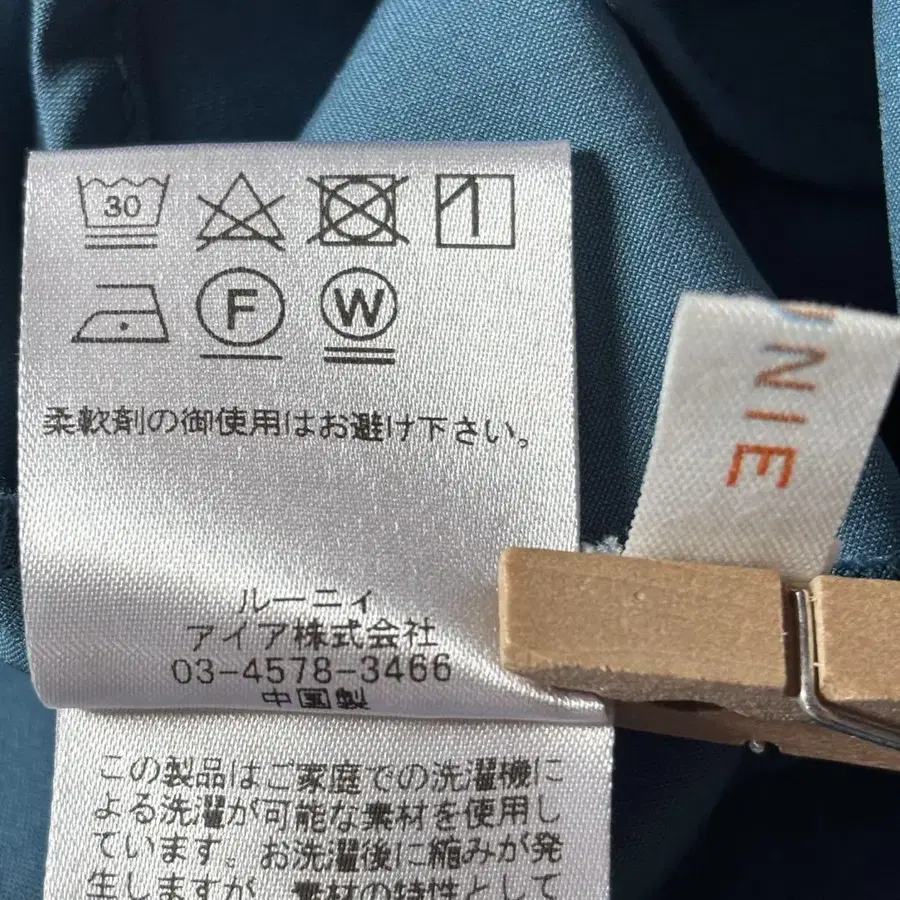 30
F
W
柔軟剤の御使用はお避け下さい。
NIE
ルーニィ
アイア株式会社
03-4578-3466
中国製
この製品はご家庭での洗濯機に
よる洗濯が可能な素材を使用し
ています。お洗濯後に縮みが発
生しますが、素材の特性として